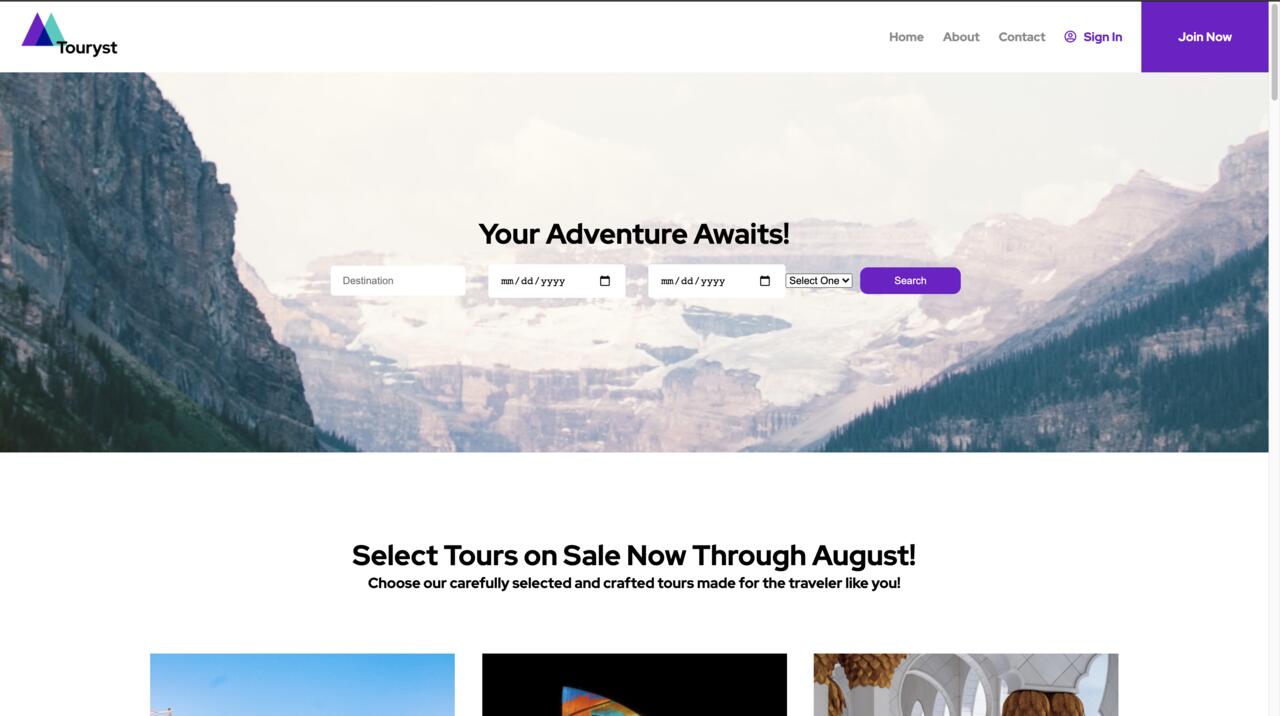 Touryst
Home About Contact Sign In Join Now
Your Adventure Awaits!
Destination mm/dd/yyyy mm/dd/yyyy Select One Search
Select Tours on Sale Now Through August!
Choose our carefully selected and crafted tours made for the traveler like you!